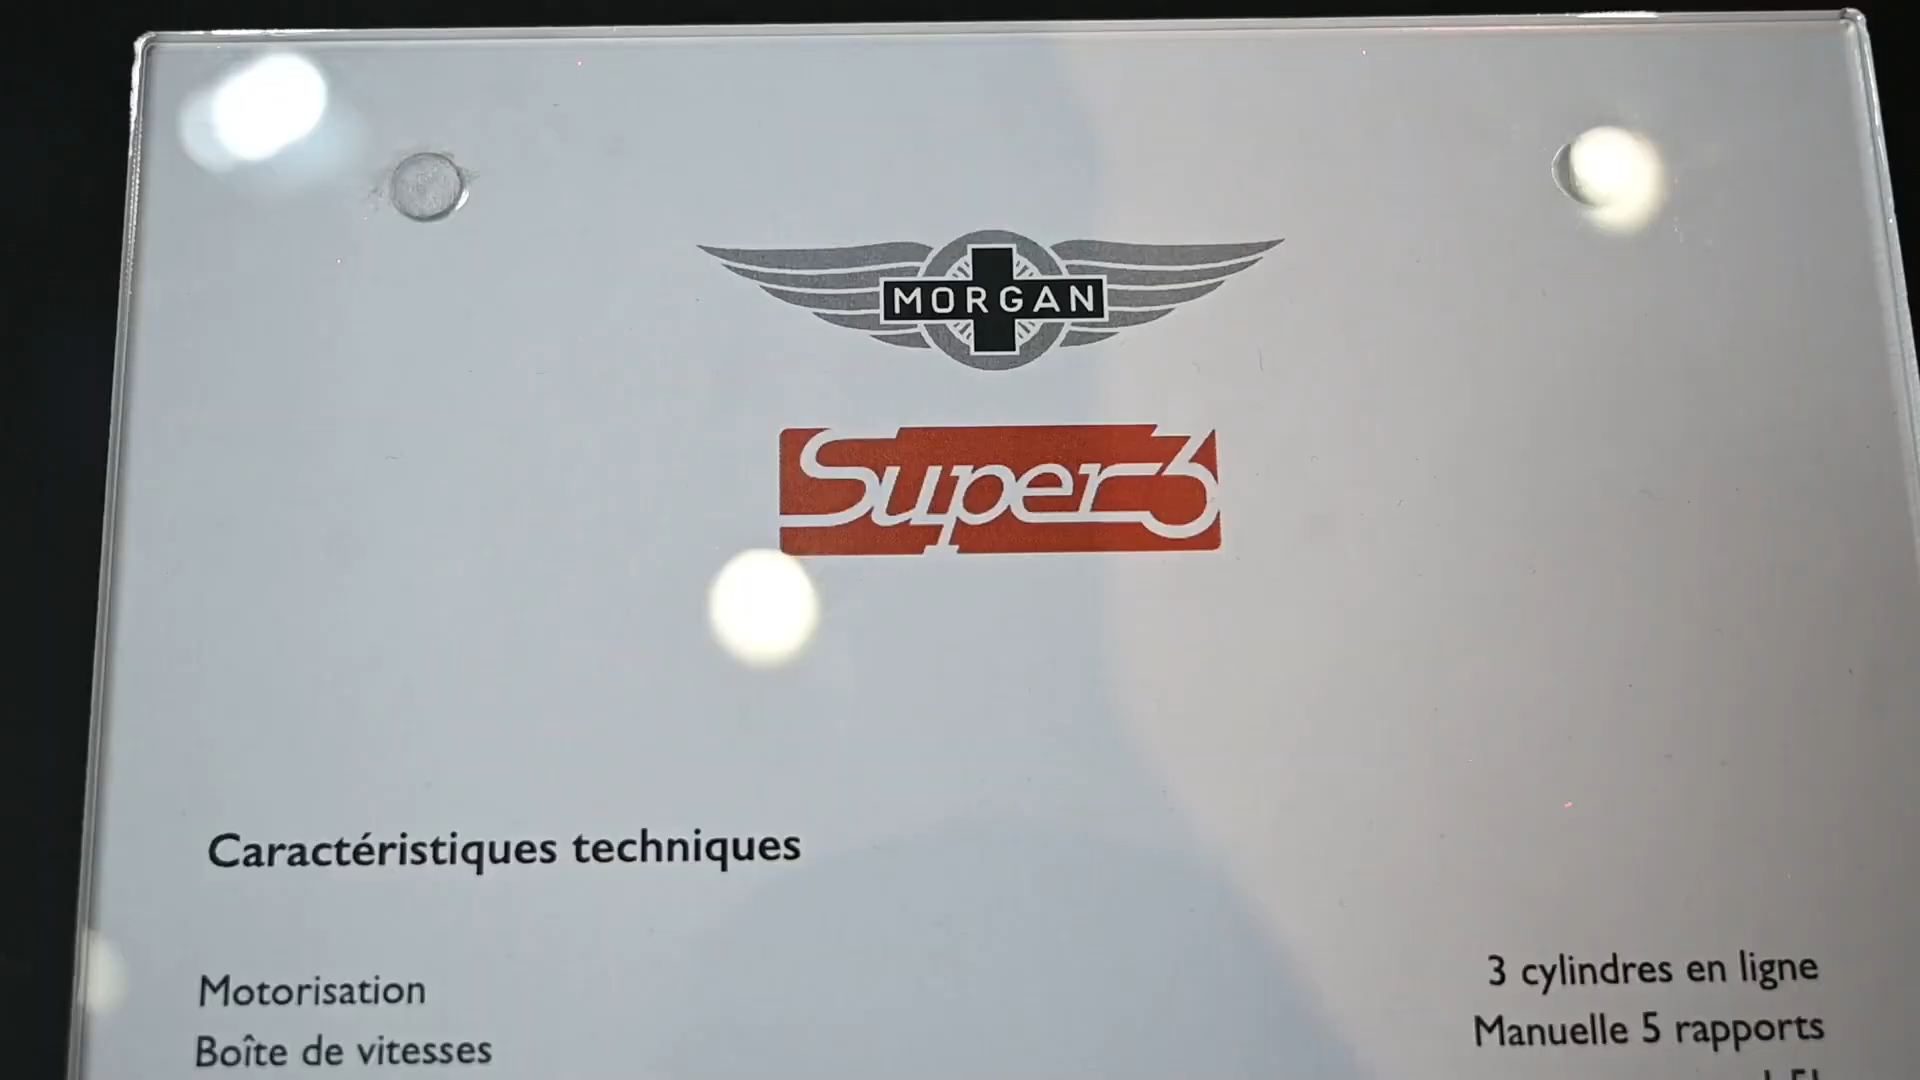 MORGAN
Super3
Caractéristiques techniques
Motorisation 3 cylindres en ligne
Boîte de vitesses Manuelle 5 rapports